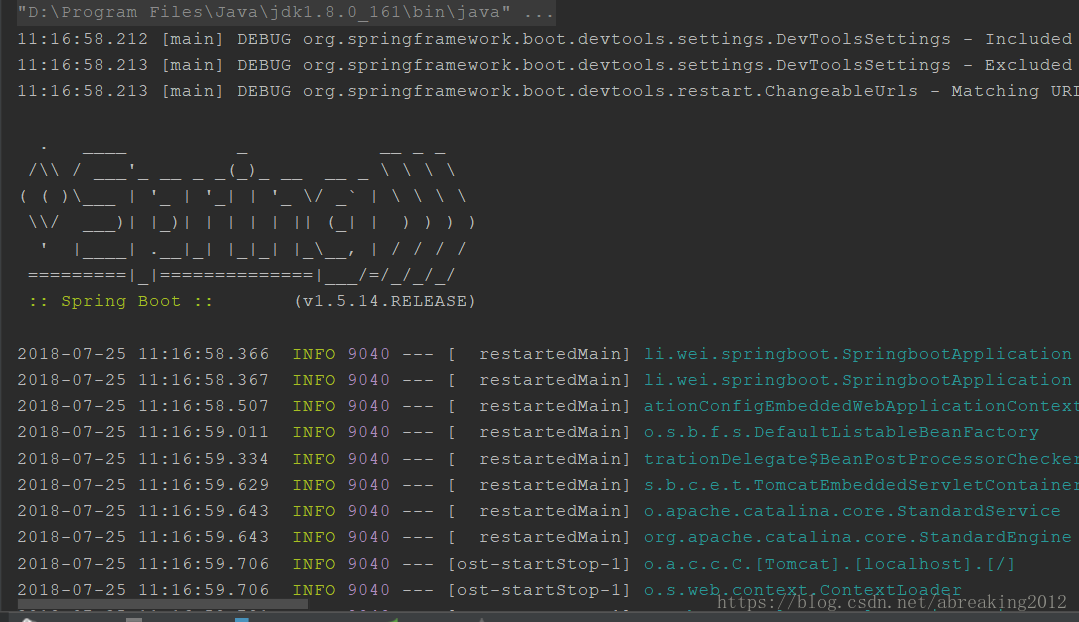 "D:\Program Files\Java\jdk1.8.0_161\bin\java" ...
11:16:58.212 [main] DEBUG org.springframework.boot.devtools.settings.DevToolsSettings - Included
11:16:58.213 [main] DEBUG org.springframework.boot.devtools.settings.DevToolsSettings - Excluded
11:16:58.213 [main] DEBUG org.springframework.boot.devtools.restart.ChangeableUrls - Matching URL
  .   ____          _            __ _ _
 /\\ / ___'_ __ _ _(_)_ __  __ _ \ \ \ \
( ( )\___ | '_ | '_| | '_ \/ _` | \ \ \ \
 \\/  ___)| |_)| | | | | || (_| |  ) ) ) )
  '  |____| .__|_| |_|_| |_\__, | / / / /
 =========|_|==============|___/=/_/_/_/
 :: Spring Boot ::        (v1.5.14.RELEASE)
2018-07-25 11:16:58.366  INFO 9040 --- [  restartedMain] li.wei.springboot.SpringbootApplication
2018-07-25 11:16:58.367  INFO 9040 --- [  restartedMain] li.wei.springboot.SpringbootApplication
2018-07-25 11:16:58.507  INFO 9040 --- [  restartedMain] ationConfigEmbeddedWebApplicationContext
2018-07-25 11:16:59.011  INFO 9040 --- [  restartedMain] o.s.b.f.s.DefaultListableBeanFactory
2018-07-25 11:16:59.334  INFO 9040 --- [  restartedMain] trationDelegate$BeanPostProcessorChecker
2018-07-25 11:16:59.629  INFO 9040 --- [  restartedMain] s.b.c.e.t.TomcatEmbeddedServletContainer
2018-07-25 11:16:59.643  INFO 9040 --- [  restartedMain] o.apache.catalina.core.StandardService
2018-07-25 11:16:59.643  INFO 9040 --- [  restartedMain] org.apache.catalina.core.StandardEngine
2018-07-25 11:16:59.706  INFO 9040 --- [ost-startStop-1] o.a.c.c.C.[Tomcat].[localhost].[/]
2018-07-25 11:16:59.706  INFO 9040 --- [ost-startStop-1] o.s.web.context.ContextLoader
https://blog.csdn.net/abreaking2012